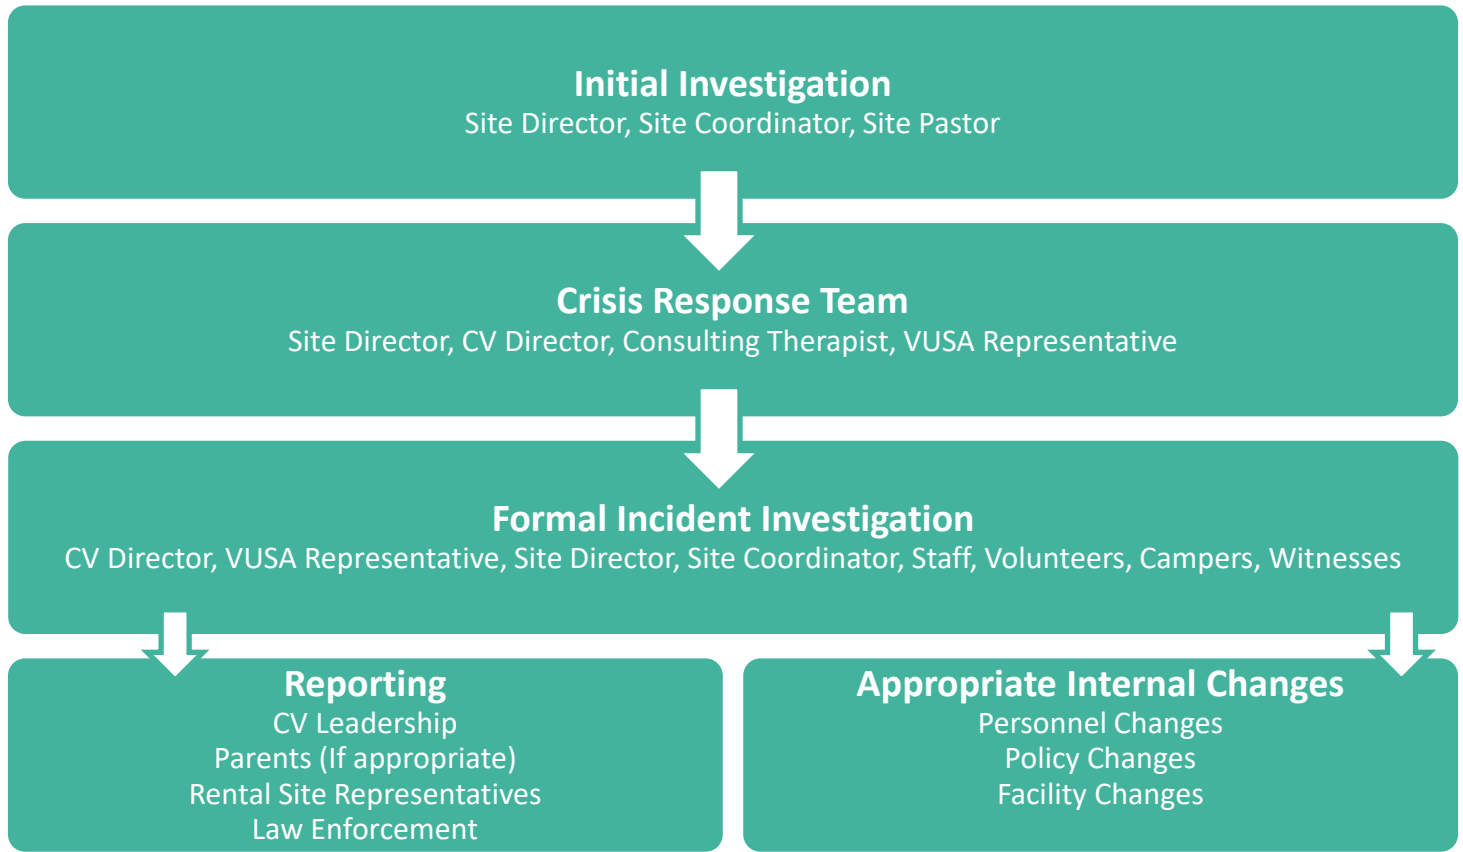 Initial Investigation
Site Director, Site Coordinator, Site Pastor
Crisis Response Team
Site Director, CV Director, Consulting Therapist, VUSA Representative
Formal Incident Investigation
CV Director, VUSA Representative, Site Director, Site Coordinator, Staff, Volunteers, Campers, Witnesses
Reporting
CV Leadership
Parents (If appropriate)
Rental Site Representatives
Law Enforcement
Appropriate Internal Changes
Personnel Changes
Policy Changes
Facility Changes